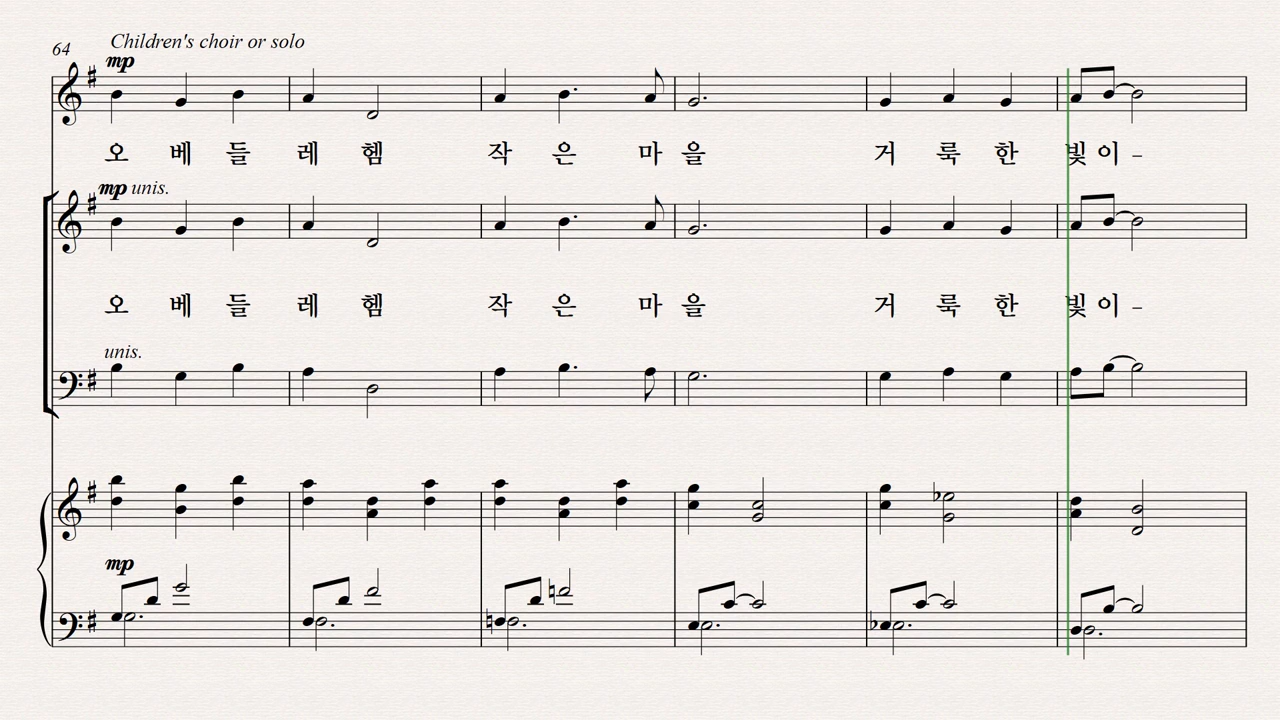 Children's choir or solo
64
mp
오 베 들 레 헴 작 은 마 을 거 룩 한 빛 이 -
mp unis.
오 베 들 레 헴 작 은 마 을 거 룩 한 빛 이 -
unis.
mp